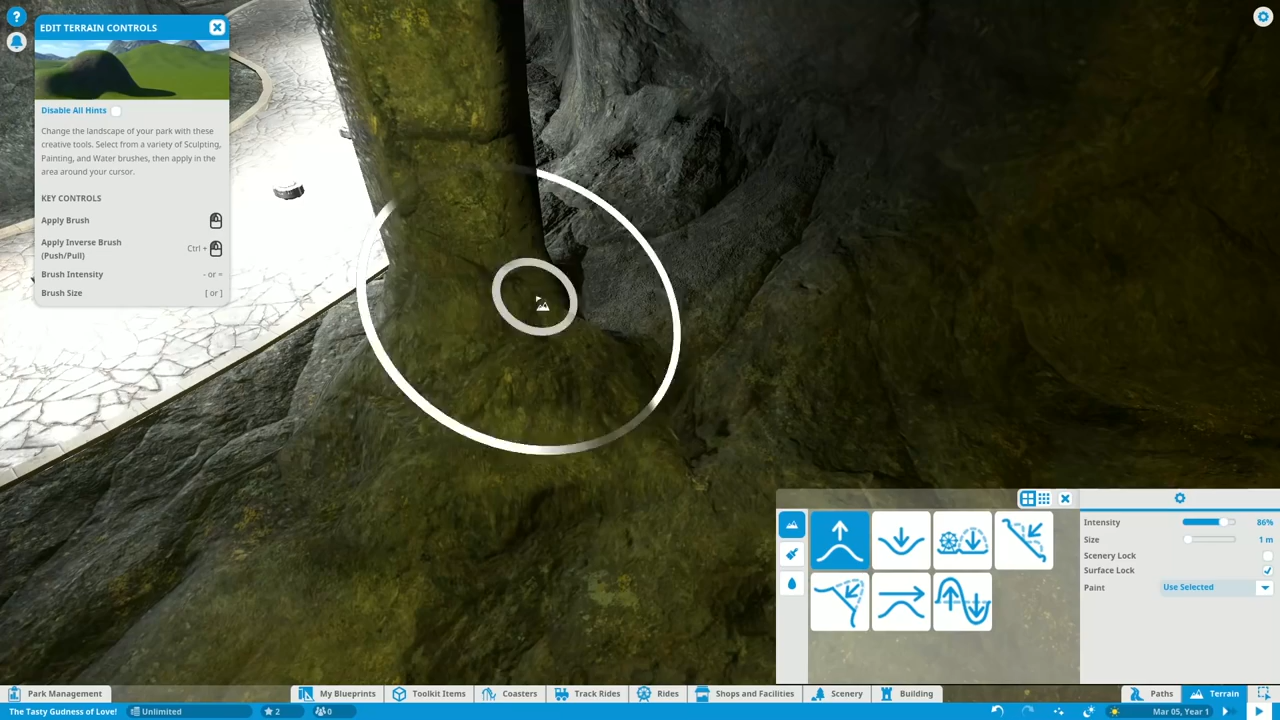 EDIT TERRAIN CONTROLS
Disable All Hints
Change the landscape of your park with these
creative tools. Select from a variety of Sculpting,
Painting, and Water brushes, then apply in the
area around your cursor.
KEY CONTROLS
Apply Brush
Apply Inverse Brush
(Push/Pull)
Ctrl +
Brush Intensity
- or =
Brush Size
[ or ]
Intensity
86%
Size
1 m
Scenery Lock
Surface Lock
Paint
Use Selected
Park Management
My Blueprints
Toolkit Items
Coasters
Track Rides
Rides
Shops and Facilities
Scenery
Building
Paths
Terrain
The Tasty Gudness of Love!
Unlimited
2
0
Mar 05, Year 1